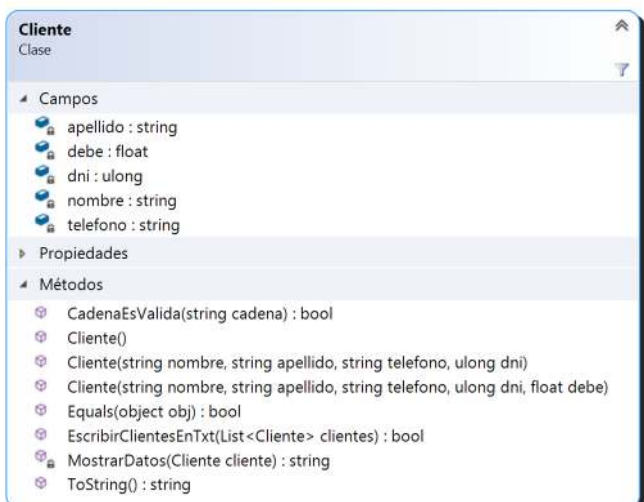 Cliente
Clase
Campos
apellido : string
debe : float
dni : ulong
nombre : string
telefono : string
Propiedades
Métodos
CadenaEsValida(string cadena) : bool
Cliente()
Cliente(string nombre, string apellido, string telefono, ulong dni)
Cliente(string nombre, string apellido, string telefono, ulong dni, float debe)
Equals(object obj) : bool
EscribirClientesEnTxt(List<Cliente> clientes) : bool
MostrarDatos(Cliente cliente) : string
ToString() : string